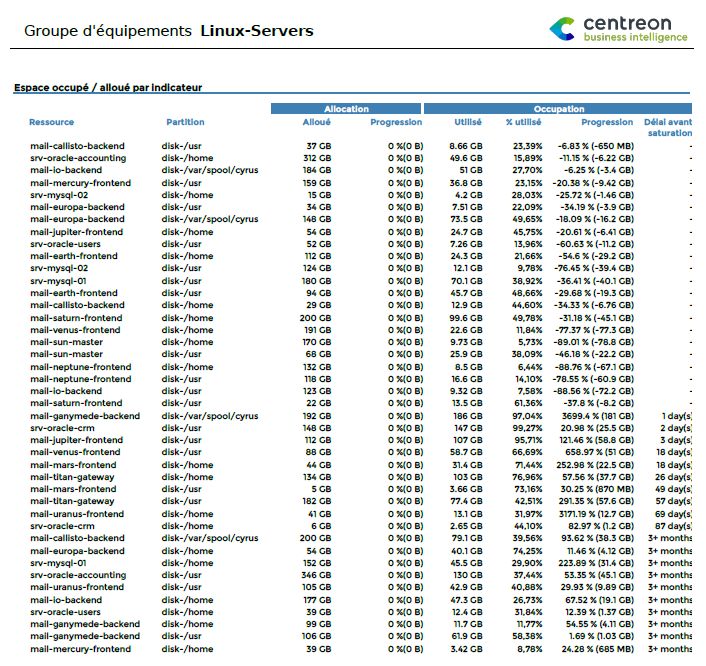 Groupe d'équipements Linux-Servers
centreon
business intelligence
Espace occupé / alloué par indicateur
Allocation Occupation
Ressource Partition Alloué Progression Utilisé % utilisé Progression Délai avant
saturation
mail-callisto-backend disk-/usr 37 GB 0 %(0 B) 8.66 GB 23,39% -6.83 % (-650 MB) -
srv-oracle-accounting disk-/home 312 GB 0 %(0 B) 49.6 GB 15,89% -11.15 % (-6.22 GB) -
mail-io-backend disk-/var/spool/cyrus 184 GB 0 %(0 B) 51 GB 27,70% -6.25 % (-3.4 GB) -
mail-mercury-frontend disk-/usr 159 GB 0 %(0 B) 36.8 GB 23,15% -20.38 % (-9.42 GB) -
srv-mysql-02 disk-/home 15 GB 0 %(0 B) 4.2 GB 28,03% -25.72 % (-1.46 GB) -
mail-europa-backend disk-/usr 34 GB 0 %(0 B) 7.51 GB 22,09% -34.19 % (-3.9 GB) -
mail-europa-backend disk-/var/spool/cyrus 148 GB 0 %(0 B) 73.5 GB 49,65% -18.09 % (-16.2 GB) -
mail-jupiter-frontend disk-/home 54 GB 0 %(0 B) 24.7 GB 45,75% -20.61 % (-6.41 GB) -
srv-oracle-users disk-/usr 52 GB 0 %(0 B) 7.26 GB 13,96% -60.63 % (-11.2 GB) -
mail-earth-frontend disk-/home 112 GB 0 %(0 B) 24.3 GB 21,66% -54.6 % (-29.2 GB) -
srv-mysql-02 disk-/usr 124 GB 0 %(0 B) 12.1 GB 9,78% -76.45 % (-39.4 GB) -
srv-mysql-01 disk-/usr 180 GB 0 %(0 B) 70.1 GB 38,92% -36.41 % (-40.1 GB) -
mail-earth-frontend disk-/usr 94 GB 0 %(0 B) 45.7 GB 48,66% -29.68 % (-19.3 GB) -
mail-callisto-backend disk-/home 29 GB 0 %(0 B) 12.9 GB 44,60% -34.33 % (-6.76 GB) -
mail-saturn-frontend disk-/home 200 GB 0 %(0 B) 99.6 GB 49,78% -31.18 % (-45.1 GB) -
mail-venus-frontend disk-/home 191 GB 0 %(0 B) 22.6 GB 11,84% -77.37 % (-77.3 GB) -
mail-sun-master disk-/home 170 GB 0 %(0 B) 9.73 GB 5,73% -89.01 % (-78.8 GB) -
mail-sun-master disk-/usr 68 GB 0 %(0 B) 25.9 GB 38,09% -46.18 % (-22.2 GB) -
mail-neptune-frontend disk-/home 132 GB 0 %(0 B) 8.5 GB 6,44% -88.76 % (-67.1 GB) -
mail-neptune-frontend disk-/usr 118 GB 0 %(0 B) 16.6 GB 14,10% -78.55 % (-60.9 GB) -
mail-io-backend disk-/usr 123 GB 0 %(0 B) 9.32 GB 7,58% -88.56 % (-72.2 GB) -
mail-saturn-frontend disk-/usr 22 GB 0 %(0 B) 13.5 GB 61,36% -37.8 % (-8.2 GB) -
mail-ganymede-backend disk-/var/spool/cyrus 192 GB 0 %(0 B) 186 GB 97,04% 3699.4 % (181 GB) 1 day(s)
srv-oracle-crm disk-/usr 148 GB 0 %(0 B) 147 GB 99,27% 20.98 % (25.5 GB) 2 day(s)
mail-jupiter-frontend disk-/usr 112 GB 0 %(0 B) 107 GB 95,71% 121.46 % (58.8 GB) 3 day(s)
mail-venus-frontend disk-/usr 88 GB 0 %(0 B) 58.7 GB 66,69% 658.97 % (51 GB) 18 day(s)
mail-mars-frontend disk-/home 44 GB 0 %(0 B) 31.4 GB 71,44% 252.98 % (22.5 GB) 18 day(s)
mail-titan-gateway disk-/home 134 GB 0 %(0 B) 103 GB 76,96% 57.56 % (37.7 GB) 26 day(s)
mail-mars-frontend disk-/usr 5 GB 0 %(0 B) 3.66 GB 73,16% 30.25 % (870 MB) 49 day(s)
mail-titan-gateway disk-/usr 182 GB 0 %(0 B) 77.4 GB 42,51% 291.35 % (57.6 GB) 57 day(s)
mail-uranus-frontend disk-/home 41 GB 0 %(0 B) 13.1 GB 31,97% 3171.19 % (12.7 GB) 69 day(s)
srv-oracle-crm disk-/home 6 GB 0 %(0 B) 2.65 GB 44,10% 82.97 % (1.2 GB) 87 day(s)
mail-callisto-backend disk-/var/spool/cyrus 200 GB 0 %(0 B) 79.1 GB 39,56% 93.62 % (38.3 GB) 3+ months
mail-europa-backend disk-/home 54 GB 0 %(0 B) 40.1 GB 74,25% 11.46 % (4.12 GB) 3+ months
srv-mysql-01 disk-/home 152 GB 0 %(0 B) 45.5 GB 29,90% 223.89 % (31.4 GB) 3+ months
srv-oracle-accounting disk-/usr 346 GB 0 %(0 B) 130 GB 37,44% 53.35 % (45.1 GB) 3+ months
mail-uranus-frontend disk-/usr 105 GB 0 %(0 B) 42.9 GB 40,88% 29.93 % (9.89 GB) 3+ months
mail-io-backend disk-/home 177 GB 0 %(0 B) 47.3 GB 26,73% 67.52 % (19.1 GB) 3+ months
srv-oracle-users disk-/home 39 GB 0 %(0 B) 12.4 GB 31,84% 12.39 % (1.37 GB) 3+ months
mail-ganymede-backend disk-/home 99 GB 0 %(0 B) 11.7 GB 11,77% 54.55 % (4.11 GB) 3+ months
mail-ganymede-backend disk-/usr 106 GB 0 %(0 B) 61.9 GB 58,38% 1.69 % (1.03 GB) 3+ months
mail-mercury-frontend disk-/home 39 GB 0 %(0 B) 3.42 GB 8,78% 24.28 % (685 MB) 3+ months